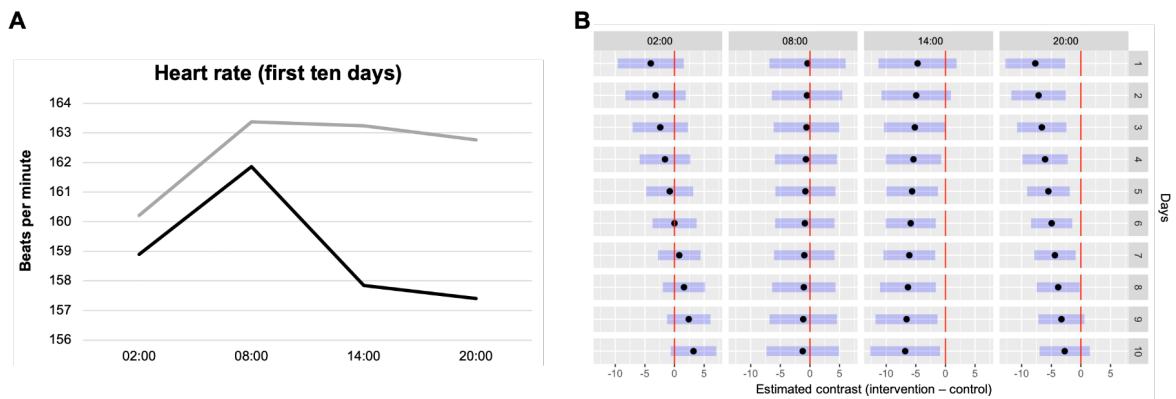 A
Heart rate (first ten days)
Beats per minute
164
163
162
161
160
159
158
157
156
02:00 08:00 14:00 20:00
B
02:00 08:00 14:00 20:00
1
2
3
4
5
6
7
8
9
10
Days
-10 -5 0 5 -10 -5 0 5 -10 -5 0 5 -10 -5 0 5
Estimated contrast (intervention – control)